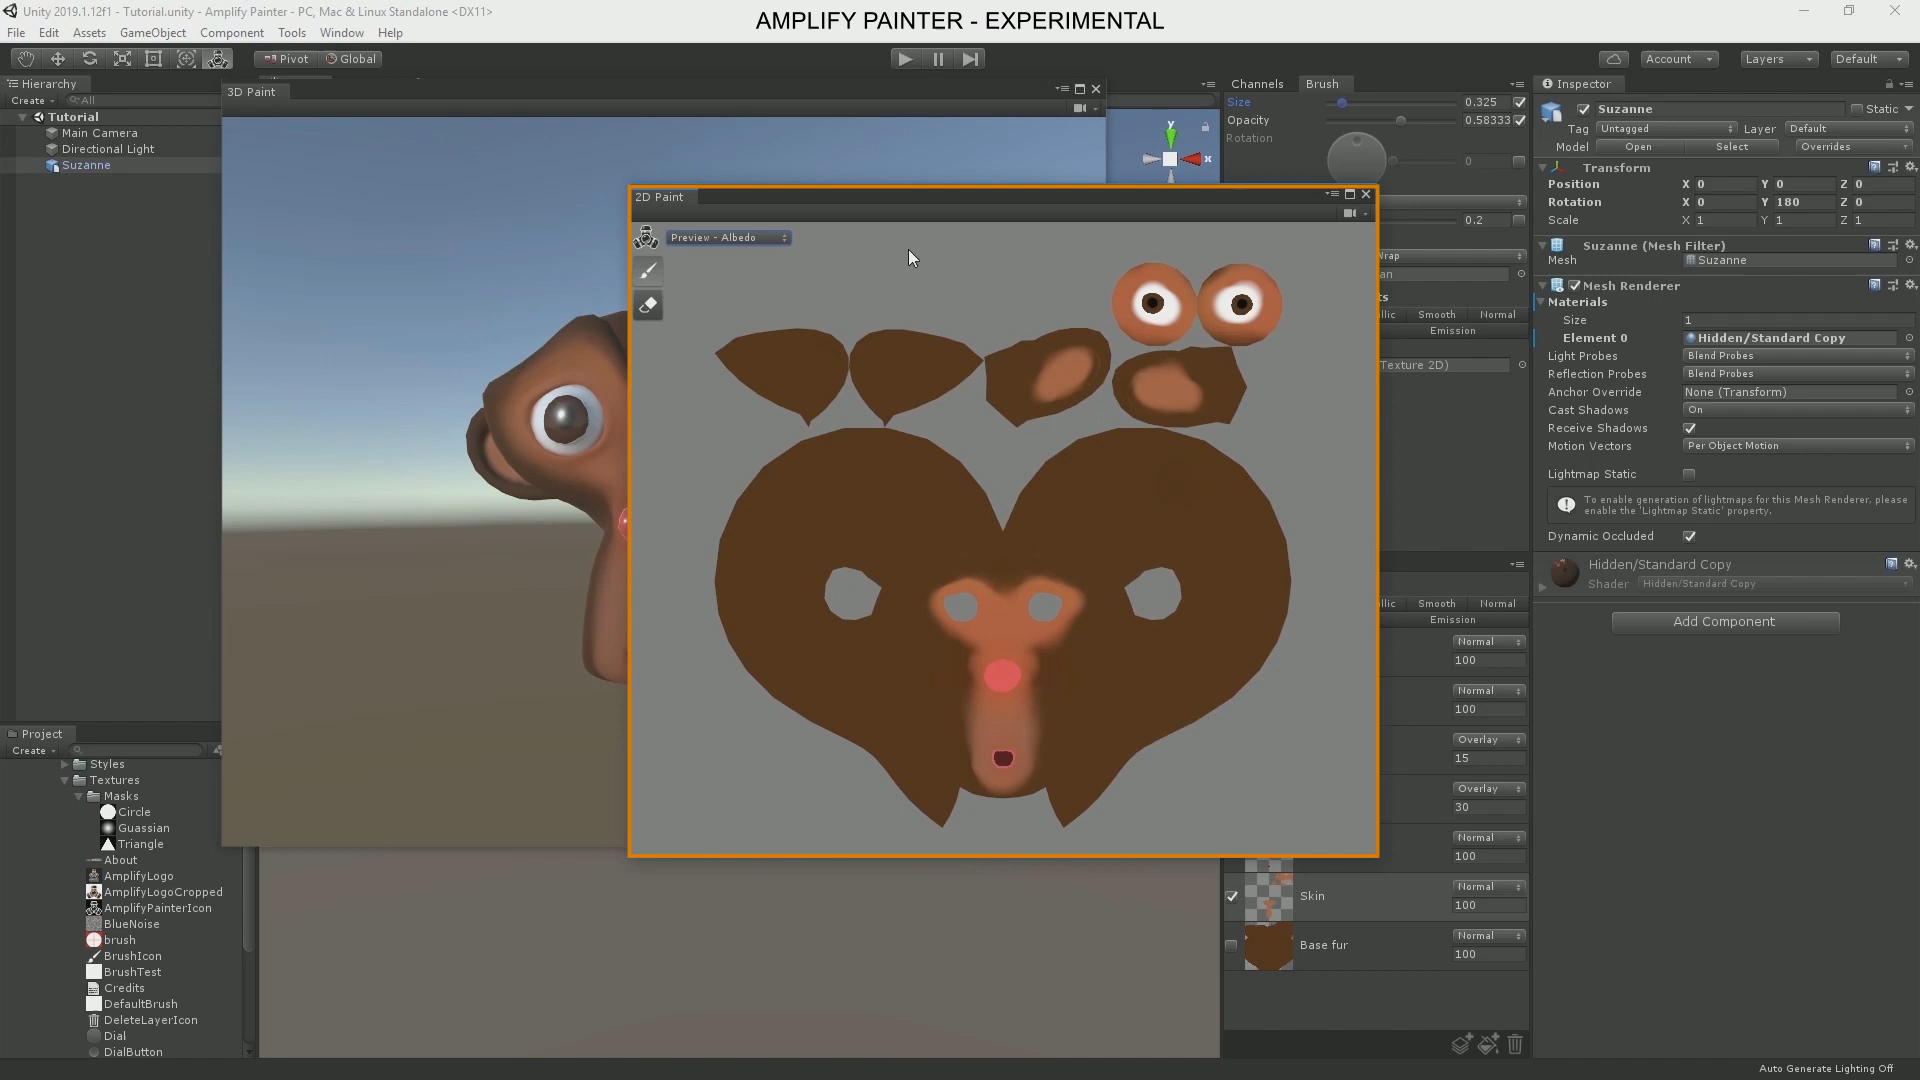 Unity 2019.1.12f1 - Tutorial.unity - Amplify Painter - PC, Mac & Linux Standalone <DX11>
AMPLIFY PAINTER - EXPERIMENTAL
File Edit Assets GameObject Component Tools Window Help
Pivot Global
Account Layers Default
Hierarchy
Create All
Tutorial
Main Camera
Directional Light
Suzanne
3D Paint
y
x
2D Paint
Preview - Albedo
Channels Brush
Size 0.325
Opacity 0.58333
Rotation 0
0.2
Smooth Normal
Emission
Texture 2D)
Smooth Normal
Emission
Normal
100
Normal
100
Overlay
15
Overlay
30
Normal
100
Skin Normal
100
Base fur Normal
100
Inspector
Suzanne Static
Tag Untagged Layer Default
Model Open Select Overrides
Transform
Position X 0 Y 0 Z 0
Rotation X 0 Y 180 Z 0
Scale X 1 Y 1 Z 1
Suzanne (Mesh Filter)
Mesh Suzanne
Mesh Renderer
Materials
Size 1
Element 0 Hidden/Standard Copy
Light Probes Blend Probes
Reflection Probes Blend Probes
Anchor Override None (Transform)
Cast Shadows On
Receive Shadows
Motion Vectors Per Object Motion
Lightmap Static
To enable generation of lightmaps for this Mesh Renderer, please
enable the 'Lightmap Static' property.
Dynamic Occluded
Hidden/Standard Copy
Shader Hidden/Standard Copy
Add Component
Project
Create
Styles
Textures
Masks
Circle
Guassian
Triangle
About
AmplifyLogo
AmplifyLogoCropped
AmplifyPainterIcon
BlueNoise
brush
BrushIcon
BrushTest
Credits
DefaultBrush
DeleteLayerIcon
Dial
DialButton
Auto Generate Lighting Off